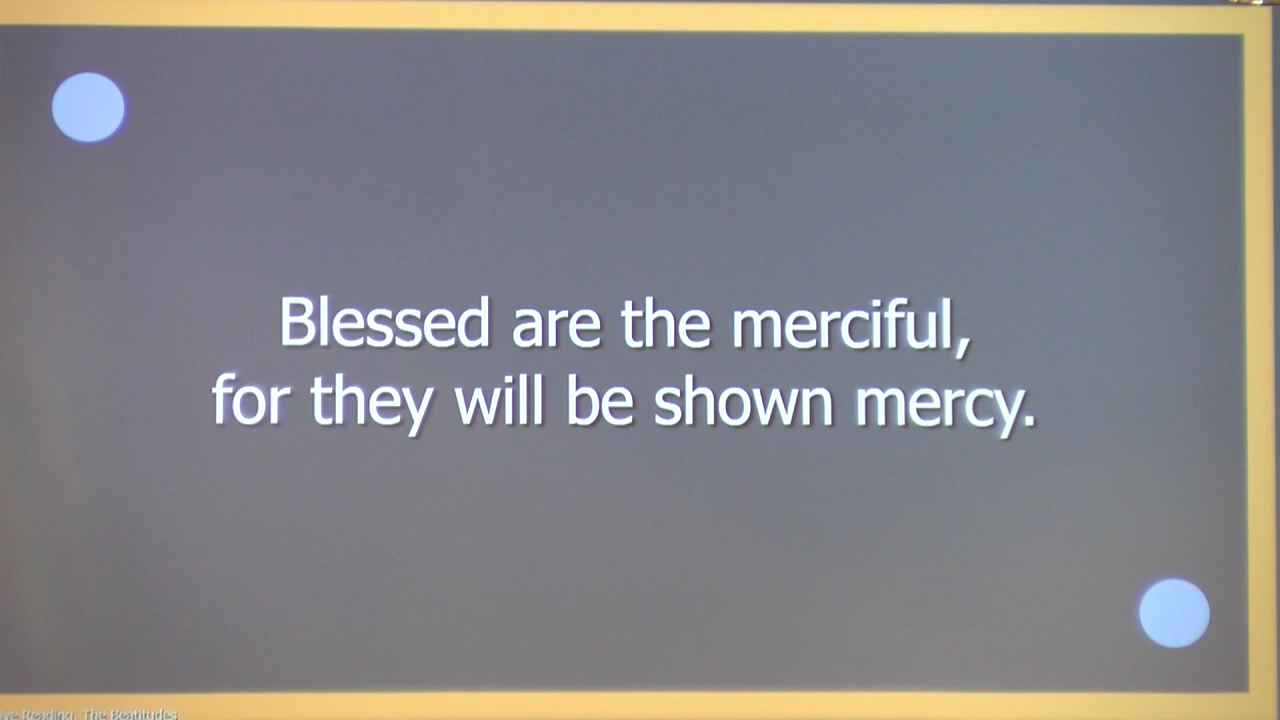 Blessed are the merciful,
for they will be shown mercy.
Reading, The Beatitudes